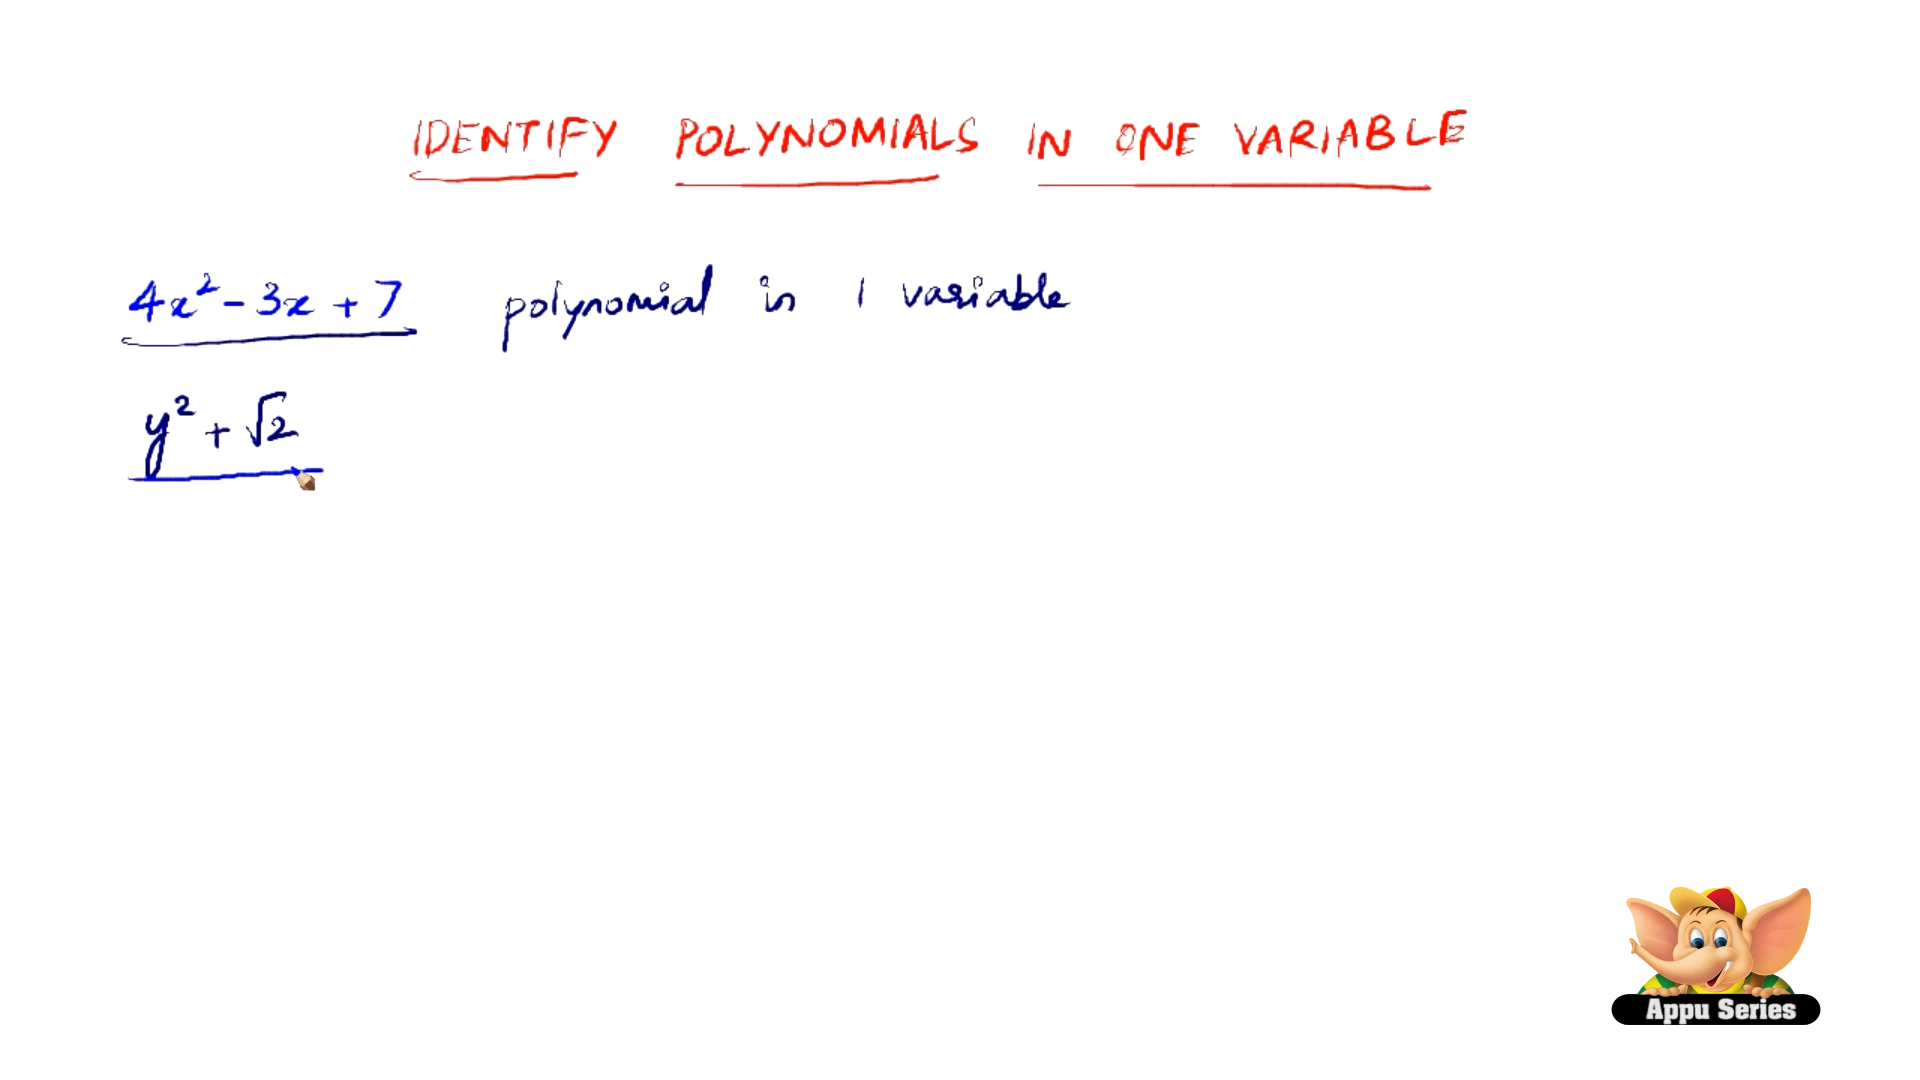 IDENTIFY POLYNOMIALS IN ONE VARIABLE
4x² - 3x + 7 polynomial in 1 variable
y² + √2
Appu Series